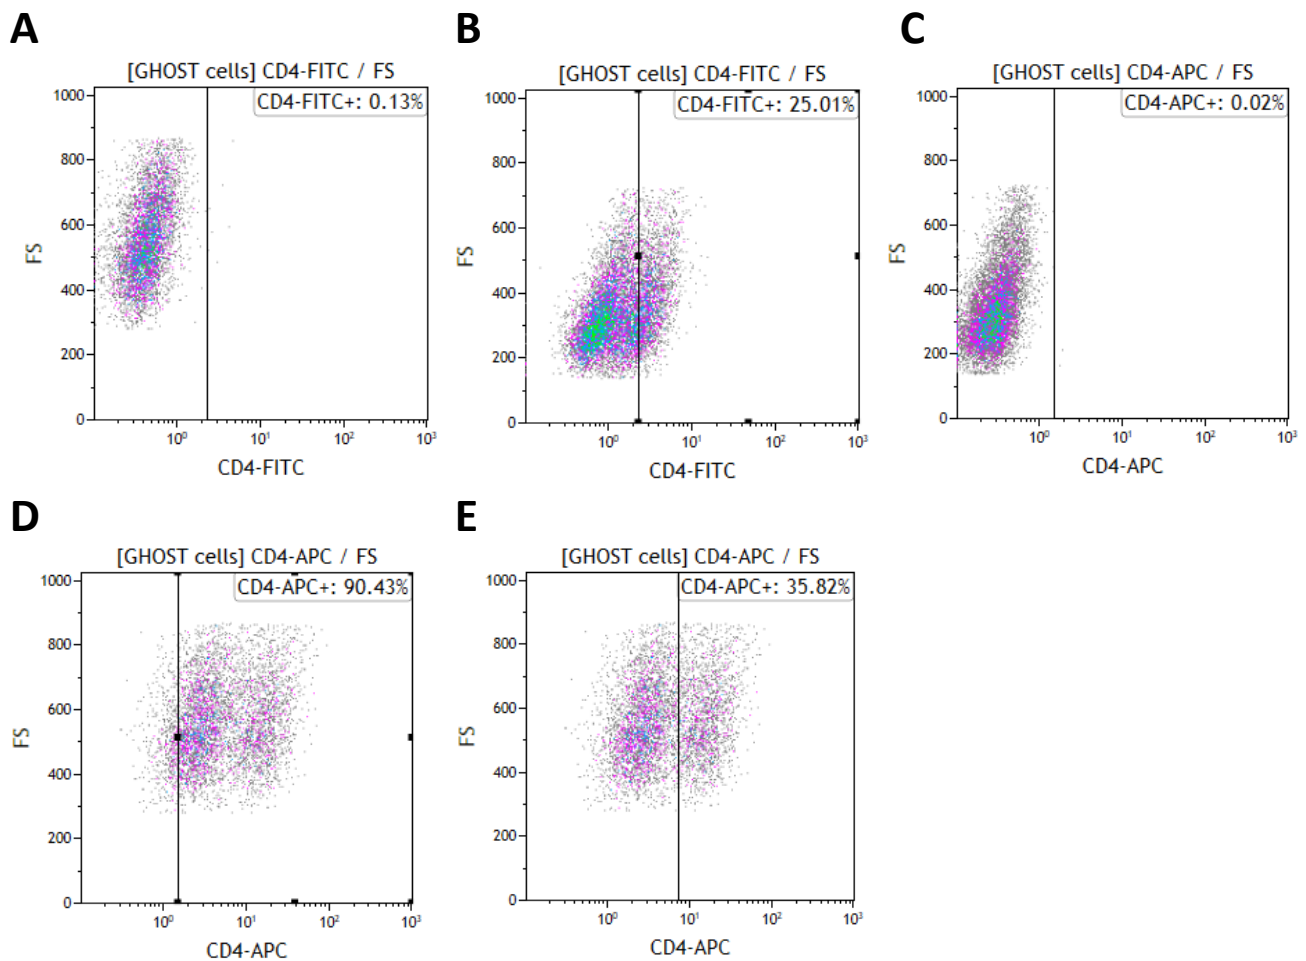 A
B
C
[GHOST cells] CD4-FITC / FS
[GHOST cells] CD4-FITC / FS
[GHOST cells] CD4-APC / FS
CD4-FITC+: 0.13%
CD4-FITC+: 25.01%
CD4-APC+: 0.02%
1000
800
600
400
200
0
FS
10⁰
10¹
10²
10³
CD4-FITC
1000
800
600
400
200
0
FS
10⁰
10¹
10²
10³
CD4-FITC
1000
800
600
400
200
0
FS
10⁰
10¹
10²
10³
CD4-APC
D
E
[GHOST cells] CD4-APC / FS
[GHOST cells] CD4-APC / FS
CD4-APC+: 90.43%
CD4-APC+: 35.82%
1000
800
600
400
200
0
FS
10⁰
10¹
10²
10³
CD4-APC
1000
800
600
400
200
0
FS
10⁰
10¹
10²
10³
CD4-APC